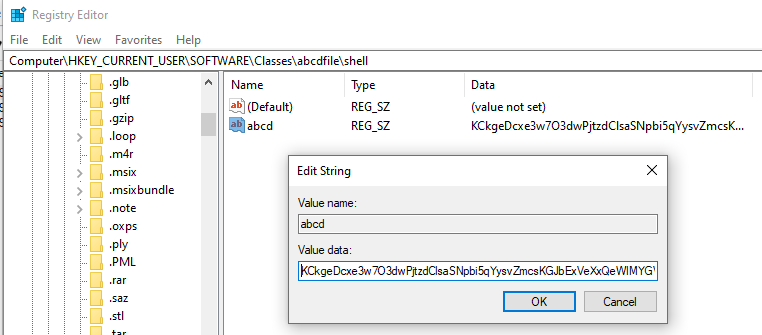 Registry Editor
File Edit View Favorites Help
Computer\HKEY_CURRENT_USER\SOFTWARE\Classes\abcdfile\shell
.glb
.gltf
.gzip
.loop
.m4r
.msix
.msixbundle
.note
.oxps
.ply
.PML
.rar
.saz
.stl
.tar
Name Type Data
(Default) REG_SZ (value not set)
abcd REG_SZ KCkgeDcxe3w7O3dwPjtzdCIsaSNpbi5qYysvZmcsK...
Edit String
Value name:
abcd
Value data:
OK Cancel